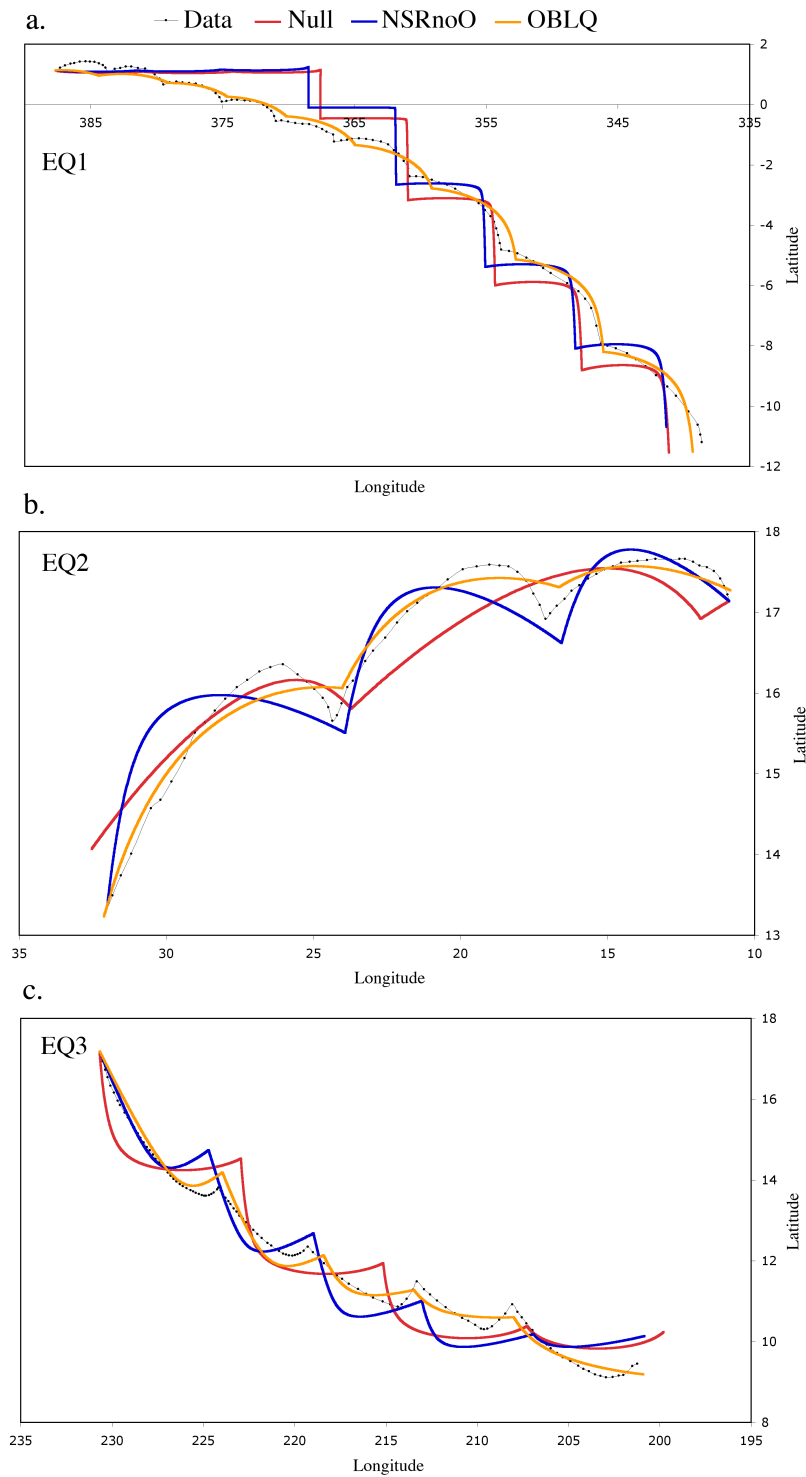 a.
Data Null NSRnoO OBLQ
2
0
385 375 365 355 345 335
EQ1
-2
-4
Latitude
-6
-8
-10
-12
Longitude
b.
18
EQ2
17
16
Latitude
15
14
13
35 30 25 20 15 10
Longitude
c.
18
EQ3
16
14
Latitude
12
10
8
235 230 225 220 215 210 205 200 195
Longitude